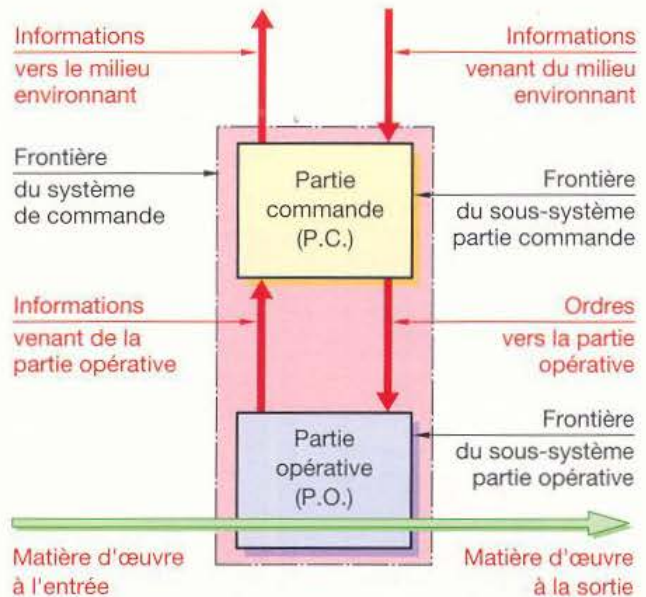 Informations
vers le milieu
environnant
Informations
venant du milieu
environnant
Frontière
du système
de commande
Partie
commande
(P.C.)
Frontière
du sous-système
partie commande
Informations
venant de la
partie opérative
Ordres
vers la partie
opérative
Partie
opérative
(P.O.)
Frontière
du sous-système
partie opérative
Matière d'œuvre
à l'entrée
Matière d'œuvre
à la sortie